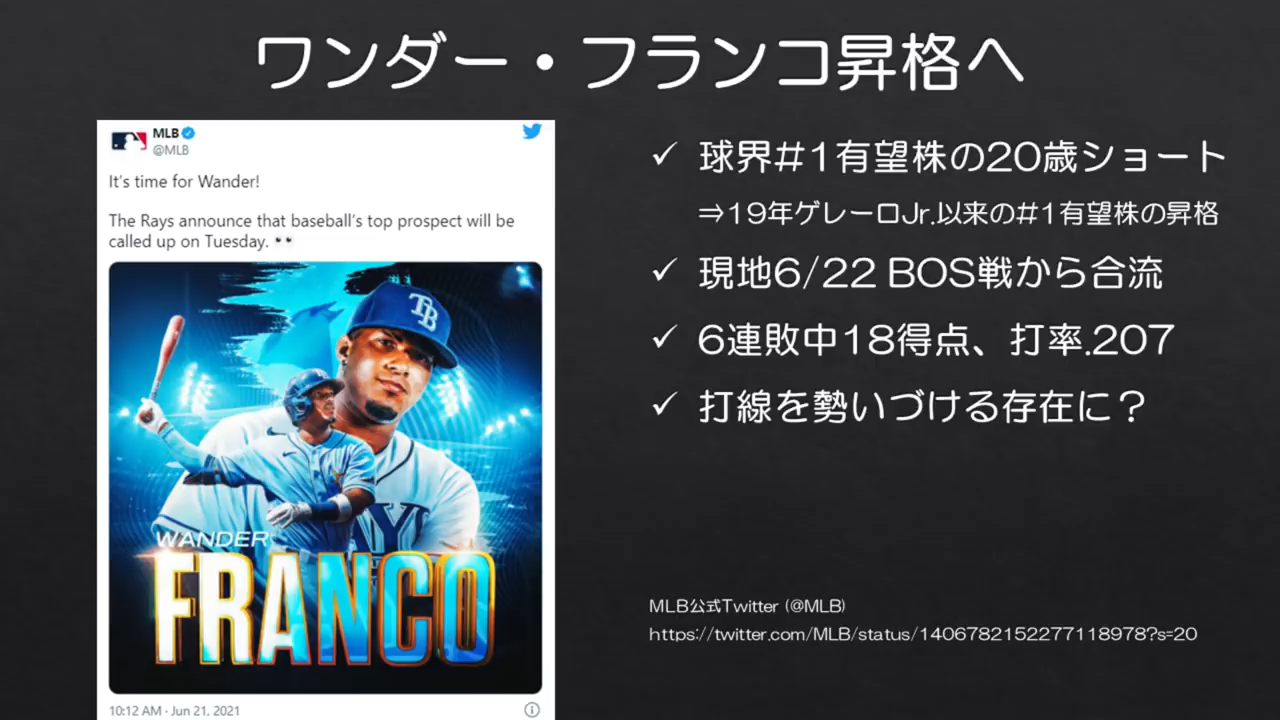 ワンダー・フランコ昇格へ
MLB
@MLB
It's time for Wander!
The Rays announce that baseball's top prospect will be
called up on Tuesday. 👀
TB
RAYS
WANDER
FRANCO
10:12 AM · Jun 21, 2021
✓ 球界#1有望株の20歳ショート
⇒19年ゲレーロJr.以来の#1有望株の昇格
✓ 現地6/22 BOS戦から合流
✓ 6連敗中18得点、打率.207
✓ 打線を勢いづける存在に？
MLB公式Twitter (@MLB)
https://twitter.com/MLB/status/1406782152277118978?s=20